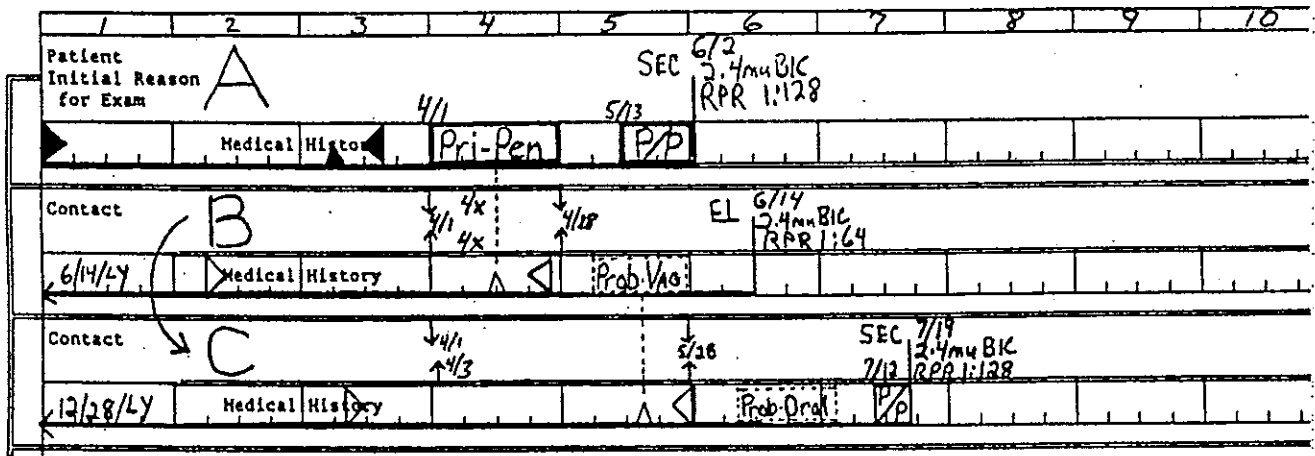 1 2 3 4 5 6 7 8 9 10
Patient
Initial Reason
for Exam
A
SEC 6/2
2.4mu BIC
RPR 1:128
4/1 5/13
Medical History Pri-Pen P/P
Contact B
4/1 4x 4/28
4x
EL 6/14
2.4mu BIC
RPR 1:64
6/14/LY Medical History Prob-VAG
Contact C
4/1 5/28
4/3
SEC 7/19
2.4mu BIC
7/12 RPR 1:128
12/28/LY Medical History Prob-Oral P/P